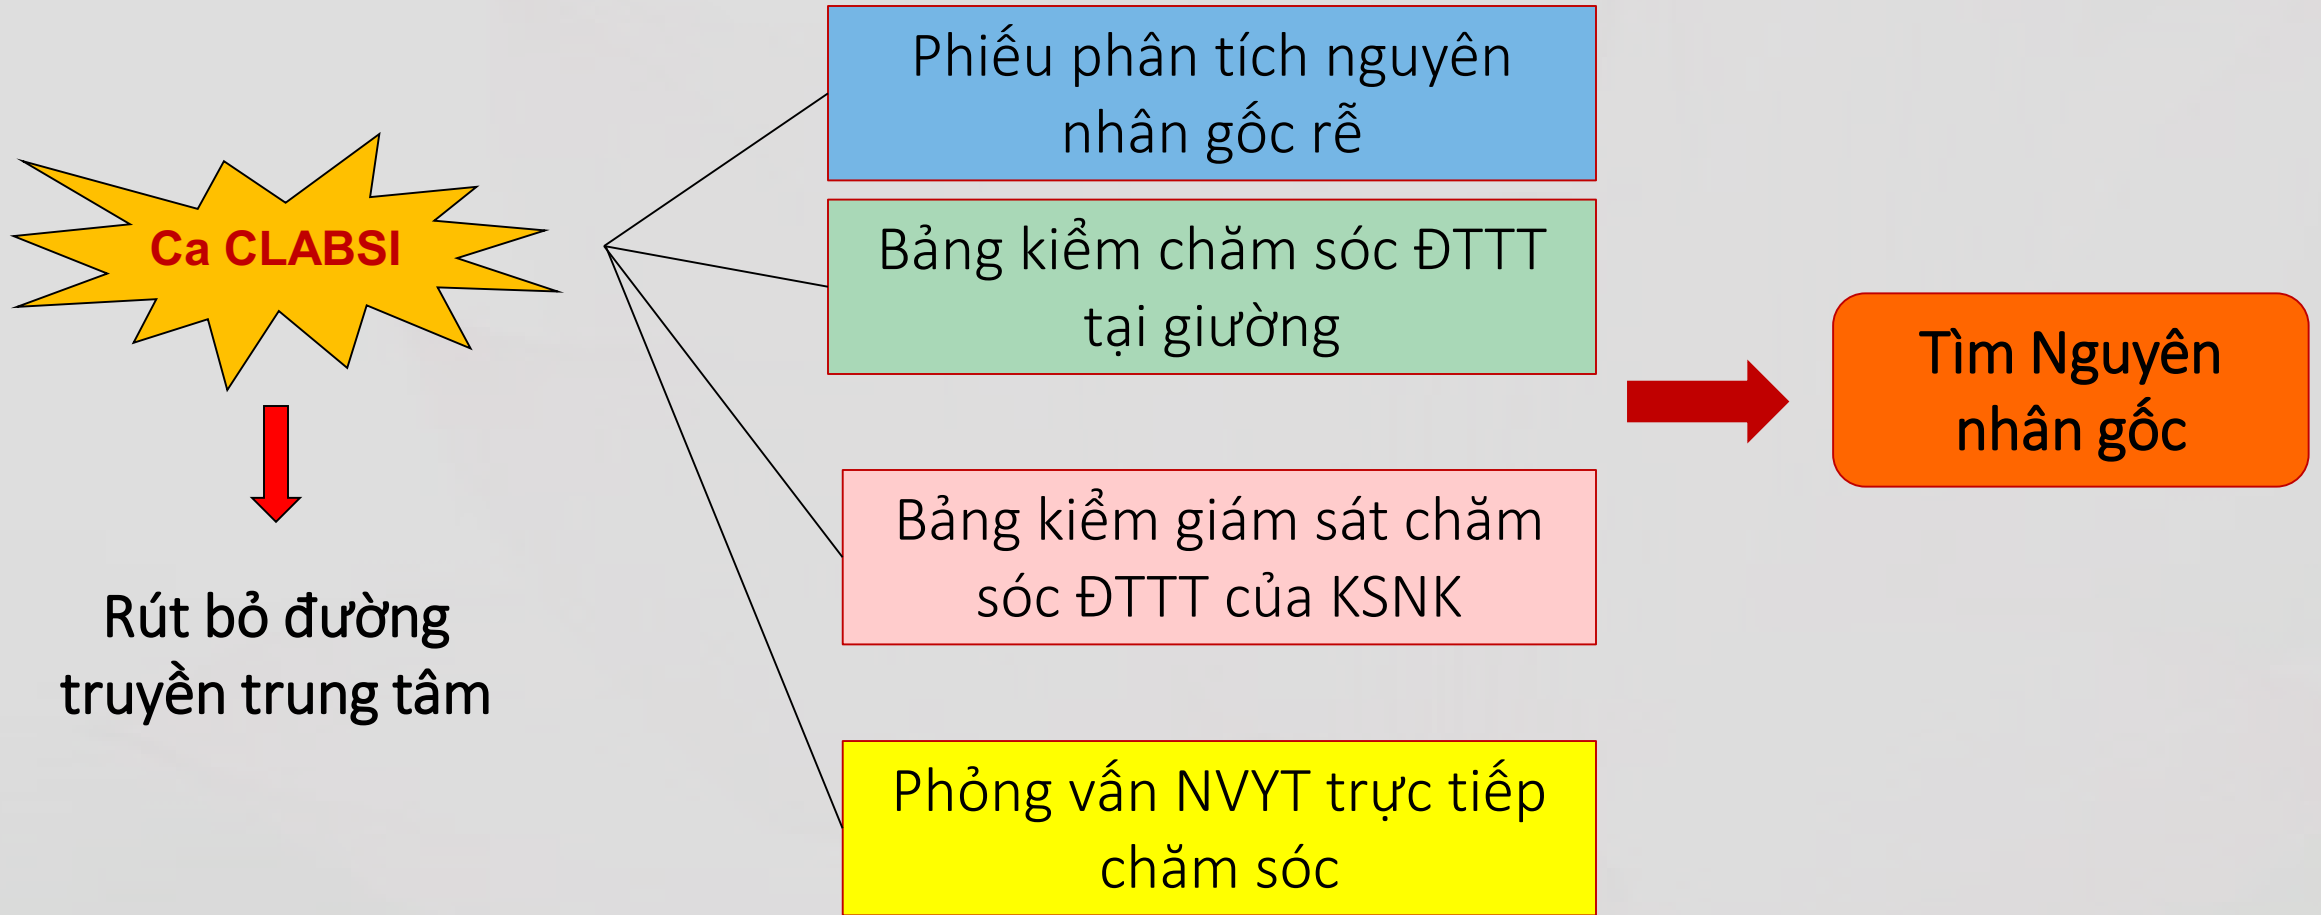 Ca CLABSI
Rút bỏ đường
truyền trung tâm
Phiếu phân tích nguyên
nhân gốc rễ
Bảng kiểm chăm sóc ĐTTT
tại giường
Bảng kiểm giám sát chăm
sóc ĐTTT của KSNK
Phỏng vấn NVYT trực tiếp
chăm sóc
Tìm Nguyên
nhân gốc